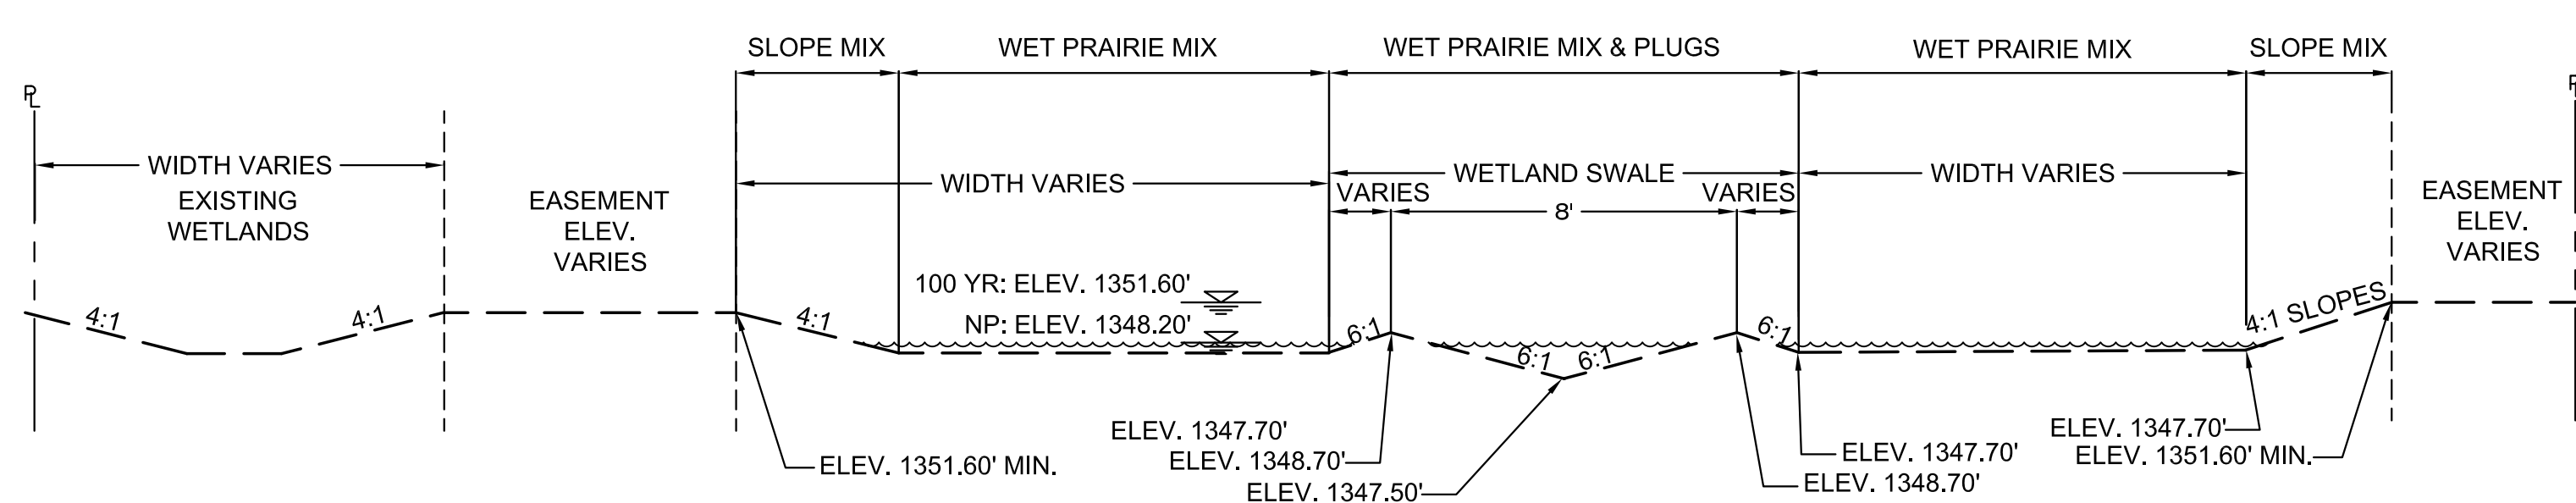 SLOPE MIX
WET PRAIRIE MIX
WET PRAIRIE MIX & PLUGS
WET PRAIRIE MIX
SLOPE MIX
PL
WIDTH VARIES
EXISTING
WETLANDS
EASEMENT
ELEV.
VARIES
WIDTH VARIES
WETLAND SWALE
VARIES
8'
VARIES
WIDTH VARIES
EASEMENT
ELEV.
VARIES
100 YR: ELEV. 1351.60'
NP: ELEV. 1348.20'
4:1
4:1
4:1
6:1
6:1
6:1
6:1
4:1 SLOPES
ELEV. 1351.60' MIN.
ELEV. 1347.70'
ELEV. 1348.70'
ELEV. 1347.50'
ELEV. 1347.70'
ELEV. 1348.70'
ELEV. 1347.70'
ELEV. 1351.60' MIN.